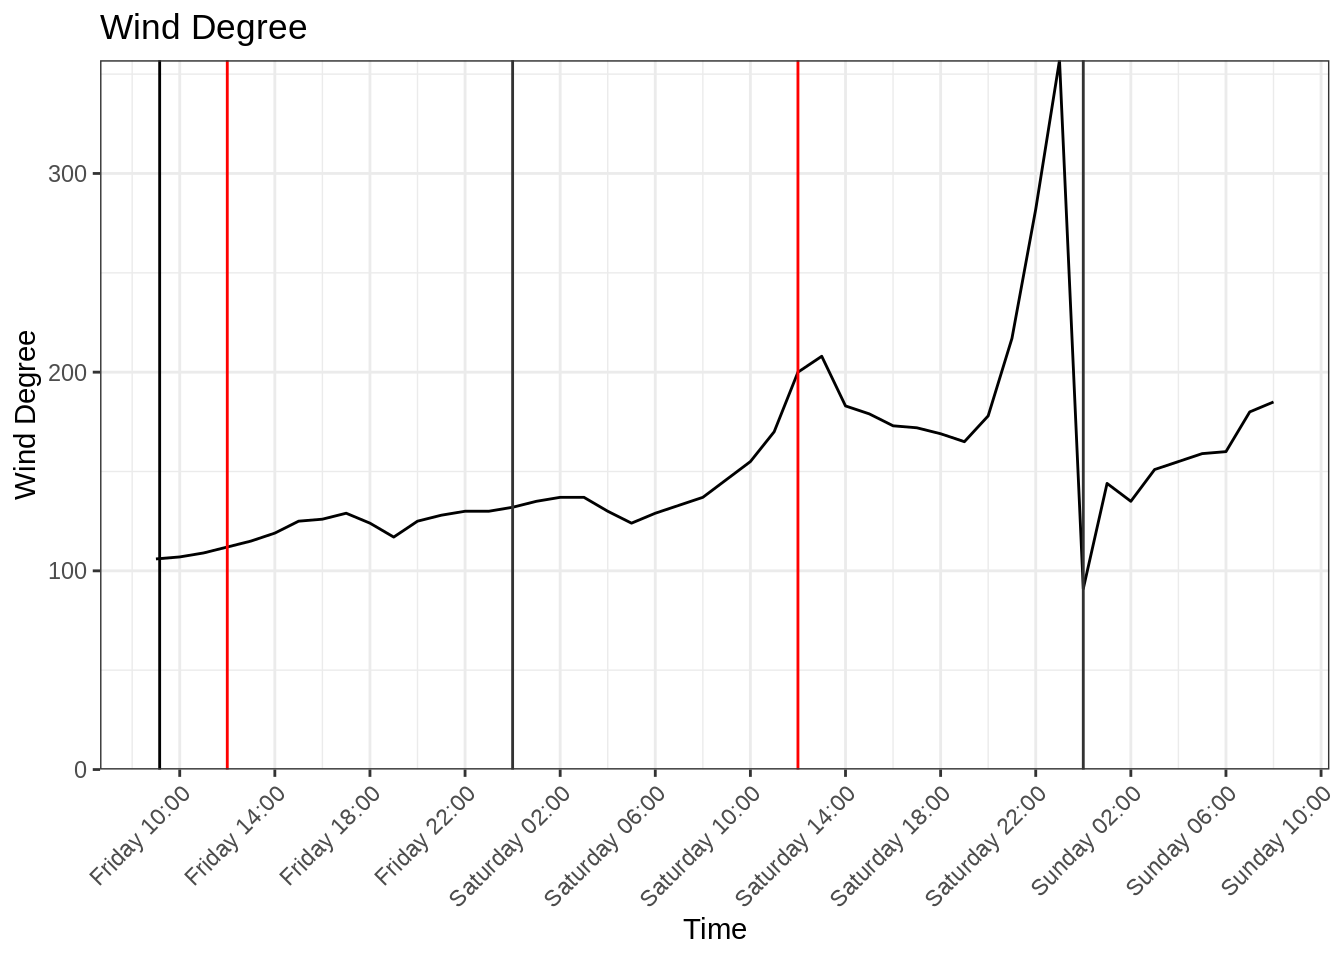 Wind Degree
Wind Degree
300
200
100
0
Friday 10:00
Friday 14:00
Friday 18:00
Friday 22:00
Saturday 02:00
Saturday 06:00
Saturday 10:00
Saturday 14:00
Saturday 18:00
Saturday 22:00
Sunday 02:00
Sunday 06:00
Sunday 10:00
Time